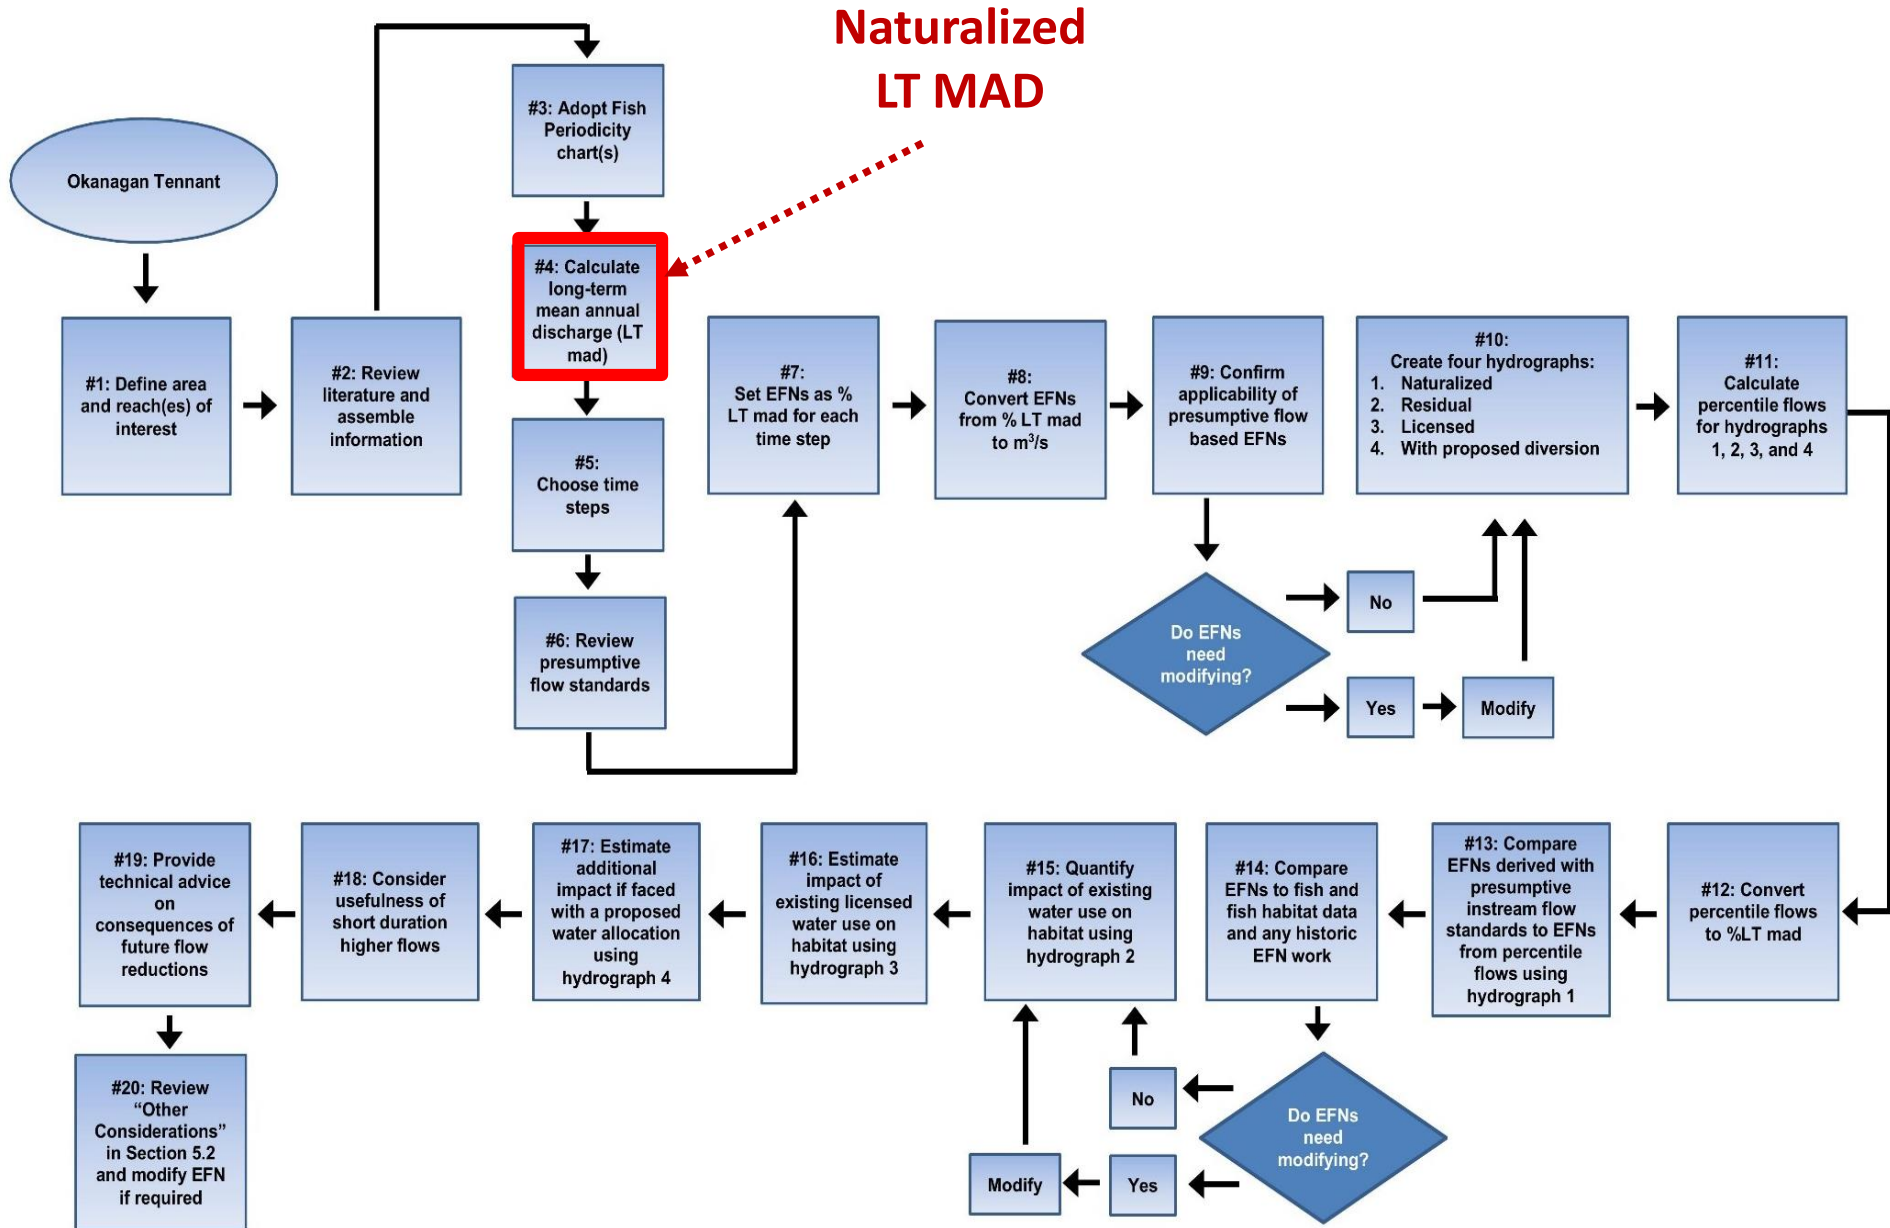 Naturalized
LT MAD
Okanagan Tennant
#1: Define area
and reach(es) of
interest
#2: Review
literature and
assemble
information
#3: Adopt Fish
Periodicity
chart(s)
#4: Calculate
long-term
mean annual
discharge (LT
mad)
#5:
Choose time
steps
#6: Review
presumptive
flow standards
#7:
Set EFNs as %
LT mad for each
time step
#8:
Convert EFNs
from % LT mad
to m³/s
#9: Confirm
applicability of
presumptive flow
based EFNs
Do EFNs
need
modifying?
No
Yes
Modify
#10:
Create four hydrographs:
1. Naturalized
2. Residual
3. Licensed
4. With proposed diversion
#11:
Calculate
percentile flows
for hydrographs
1, 2, 3, and 4
#12: Convert
percentile flows
to %LT mad
#13: Compare
EFNs derived with
presumptive
instream flow
standards to EFNs
from percentile
flows using
hydrograph 1
#14: Compare
EFNs to fish and
fish habitat data
and any historic
EFN work
Do EFNs
need
modifying?
No
Yes
Modify
#15: Quantify
impact of existing
water use on
habitat using
hydrograph 2
#16: Estimate
impact of
existing licensed
water use on
habitat using
hydrograph 3
#17: Estimate
additional
impact if faced
with a proposed
water allocation
using
hydrograph 4
#18: Consider
usefulness of
short duration
higher flows
#19: Provide
technical advice
on
consequences of
future flow
reductions
#20: Review
“Other
Considerations”
in Section 5.2
and modify EFN
if required